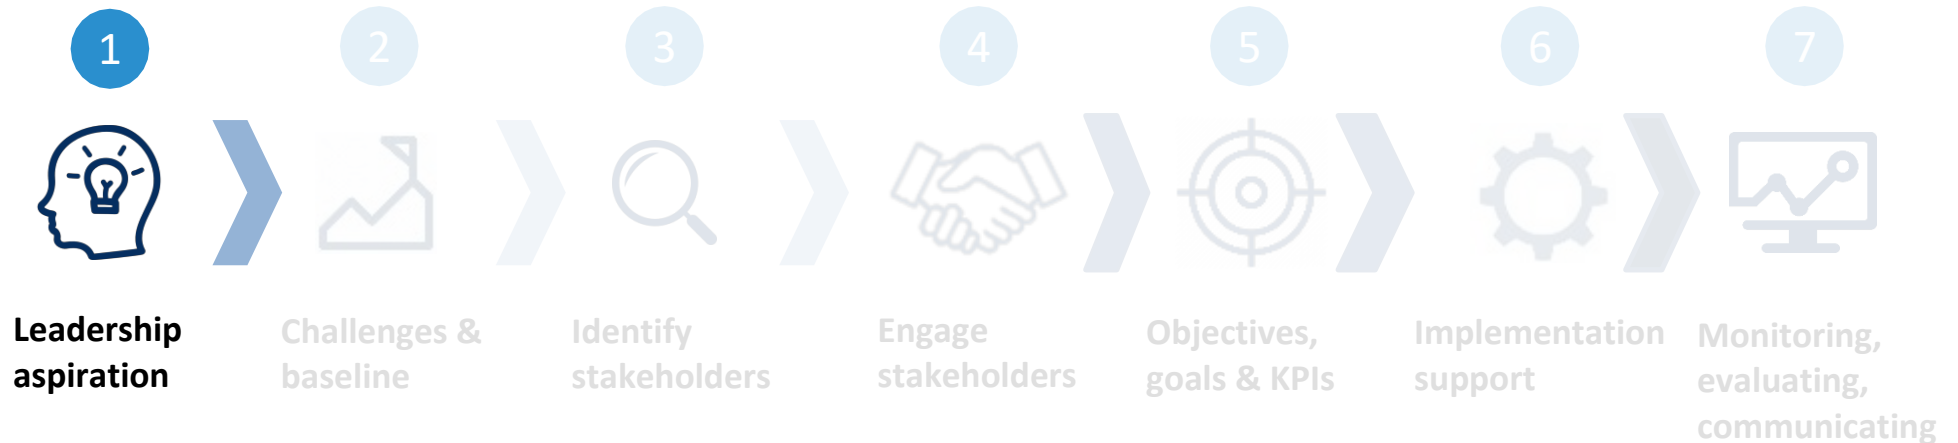 1
2
3
4
5
6
7
Leadership
aspiration
Challenges &
baseline
Identify
stakeholders
Engage
stakeholders
Objectives,
goals & KPIs
Implementation
support
Monitoring,
evaluating,
communicating